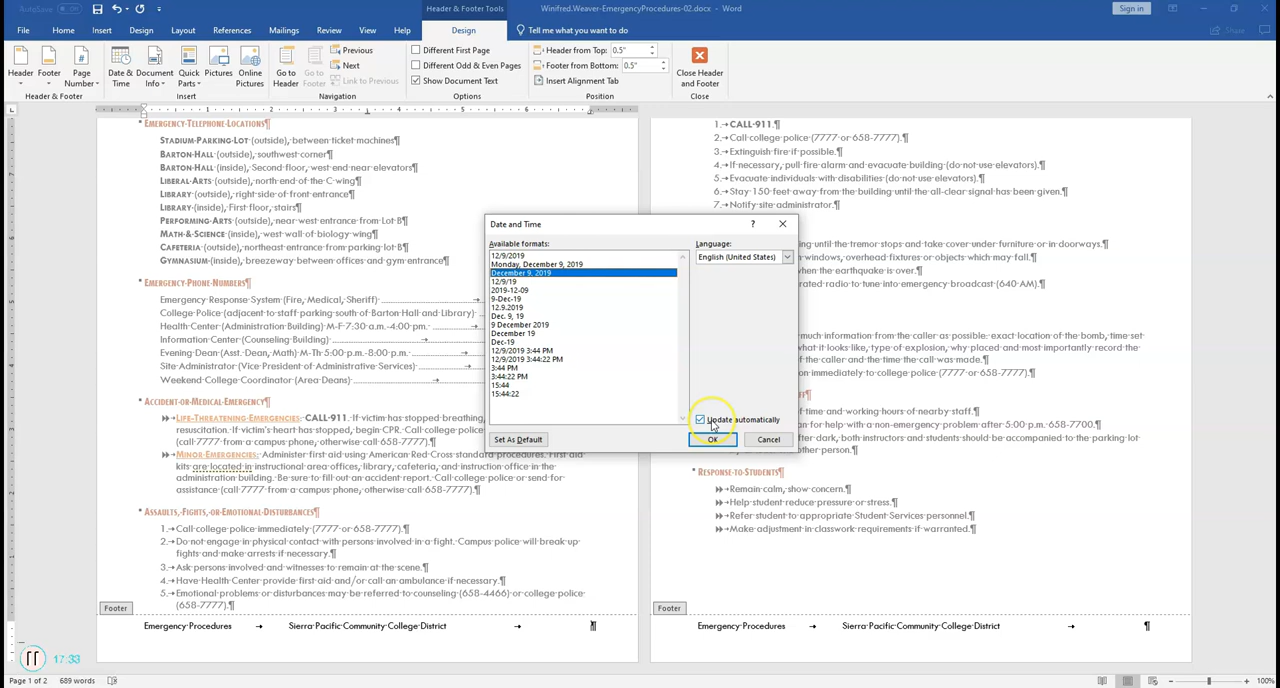 AutoSave Off
Winifred.Weaver-EmergencyProcedures-02.docx - Word
Header & Footer Tools
Sign in
File Home Insert Draw Design Layout References Mailings Review View Help Design Tell me what you want to do Share
Header Footer Page Number
Date & Time Document Info Quick Parts Pictures Online Pictures
Go to Header Go to Footer
Previous
Next
Link to Previous
Different First Page
Different Odd & Even Pages
Show Document Text
Header from Top: 0.5"
Footer from Bottom: 0.5"
Insert Alignment Tab
Close Header and Footer
Header & Footer Insert Navigation Options Position Close
EMERGENCY·TELEPHONE·LOCATIONS¶
STADIUM·PARKING·LOT·(outside),·between·ticket·machines¶
BARTON·HALL·(outside),·southwest·corner¶
BARTON·HALL·(inside),·Second·floor,·west·end·near·elevators¶
LIBERAL·ARTS·(outside),·north·end·of·the·C·wing¶
LIBRARY·(outside),·right·side·of·front·entrance¶
LIBRARY·(inside),·First·floor,·stairs¶
PERFORMING·ARTS·(outside),·near·west·entrance·from·Lot·B¶
MATH·&·SCIENCE·(inside),·west·wall·of·biology·wing¶
CAFETERIA·(outside),·northeast·entrance·from·parking·lot·B¶
GYMNASIUM·(inside),·breezeway·between·offices·and·gym·entrance¶
EMERGENCY·PHONE·NUMBERS¶
Emergency·Response·System·(Fire,·Medical,·Sheriff)
College·Police·(adjacent·to·staff·parking·south·of·Barton·Hall·and·Library)
Health·Center·(Administration·Building)·M-F·7:30·a.m.-4:00·pm.
Information·Center·(Counseling·Building)
Evening·Dean·(Asst.·Dean,·Math)·M-Th·5:00·p.m.-8:00·p.m.
Site·Administrator·(Vice·President·of·Administrative·Services)
Weekend·College·Coordinator·(Area·Deans)
ACCIDENT·OR·MEDICAL·EMERGENCY¶
LIFE-THREATENING·EMERGENCIES:·CALL·911.·If·victim·has·stopped·breathing,
resuscitation.·If·victim's·heart·has·stopped,·begin·CPR.·Call·college·police
(call·7777·from·a·campus·phone,·otherwise·call·658-7777).¶
MINOR·EMERGENCIES:·Administer·first·aid·using·American·Red·Cross·standard·procedures.·First·aid
kits·are·located·in·instructional·area·offices,·library,·cafeteria,·and·instruction·office·in·the
administration·building.·Be·sure·to·fill·out·an·accident·report.·Call·college·police·or·send·for
assistance·(call·7777·from·a·campus·phone,·otherwise·call·658-7777).¶
ASSAULTS,·FIGHTS,·OR·EMOTIONAL·DISTURBANCES¶
1.→Call·college·police·immediately·(7777·or·658-7777).¶
2.→Do·not·engage·in·physical·contact·with·persons·involved·in·a·fight.·Campus·police·will·break·up·
fights·and·make·arrests·if·necessary.¶
3.→Ask·persons·involved·and·witnesses·to·remain·at·the·scene.¶
4.→Have·Health·Center·provide·first·aid·and/or·call·an·ambulance·if·necessary.¶
5.→Emotional·problems·or·disturbances·may·be·referred·to·counseling·(658-4466)·or·college·police·
(658-7777).¶
Footer
Emergency·Procedures → Sierra·Pacific·Community·College·District → ¶
1.→CALL·911.¶
2.→Call·college·police·(7777·or·658-7777).¶
3.→Extinguish·fire·if·possible.¶
4.→If·necessary,·pull·fire·alarm·and·evacuate·building·(do·not·use·elevators).¶
5.→Evacuate·individuals·with·disabilities·(do·not·use·elevators).¶
6.→Stay·150·feet·away·from·the·building·until·the·all-clear·signal·has·been·given.¶
7.→Notify·site·administrator.¶
until·the·tremor·stops·and·take·cover·under·furniture·or·in·doorways.¶
windows,·overhead·fixtures·or·objects·which·may·fall.¶
when·the·earthquake·is·over.¶
radio·to·tune·into·emergency·broadcast·(640·AM).¶
much·information·from·the·caller·as·possible:·exact·location·of·the·bomb,·time·set·
what·it·looks·like,·type·of·explosion,·why·placed·and·most·importantly·record·the·
of·the·caller·and·the·time·the·call·was·made.¶
immediately·to·college·police·(7777·or·658-7777).¶
of·time·and·working·hours·of·nearby·staff.¶
for·help·with·a·non-emergency·problem·after·5:00·p.m.·658-7700.¶
after·dark,·both·instructors·and·students·should·be·accompanied·to·the·parking·lot·
other·person.¶
RESPONSE·TO·STUDENTS¶
Remain·calm,·show·concern.¶
Help·student·reduce·pressure·or·stress.¶
Refer·student·to·appropriate·Student·Services·personnel.¶
Make·adjustment·in·classwork·requirements·if·warranted.¶
Footer
Emergency·Procedures → Sierra·Pacific·Community·College·District → ¶
Date and Time ?
Available formats:
12/9/2019
Monday, December 9, 2019
December 9, 2019
12/9/19
2019-12-09
9-Dec-19
12.9.2019
Dec. 9, 19
9 December 2019
December 19
Dec-19
12/9/2019 3:44 PM
12/9/2019 3:44:22 PM
3:44 PM
3:44:22 PM
15:44
15:44:22
Language:
English (United States)
Update automatically
Set As Default OK Cancel
17:33
Page 1 of 2 689 words
100%